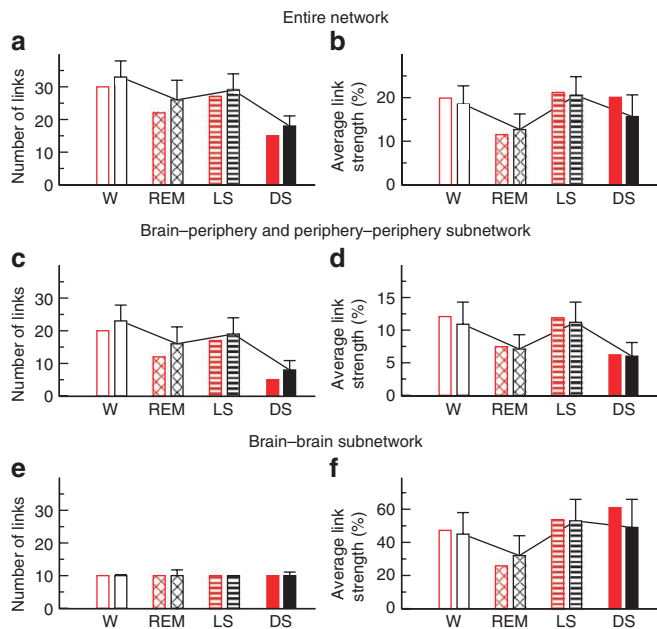 Entire network
a
Number of links
30
20
10
0
W REM LS DS
b
Average link
strength (%)
20
10
0
W REM LS DS
Brain–periphery and periphery–periphery subnetwork
c
Number of links
30
20
10
0
W REM LS DS
d
Average link
strength (%)
15
10
5
0
W REM LS DS
Brain–brain subnetwork
e
Number of links
30
20
10
0
W REM LS DS
f
Average link
strength (%)
60
40
20
0
W REM LS DS